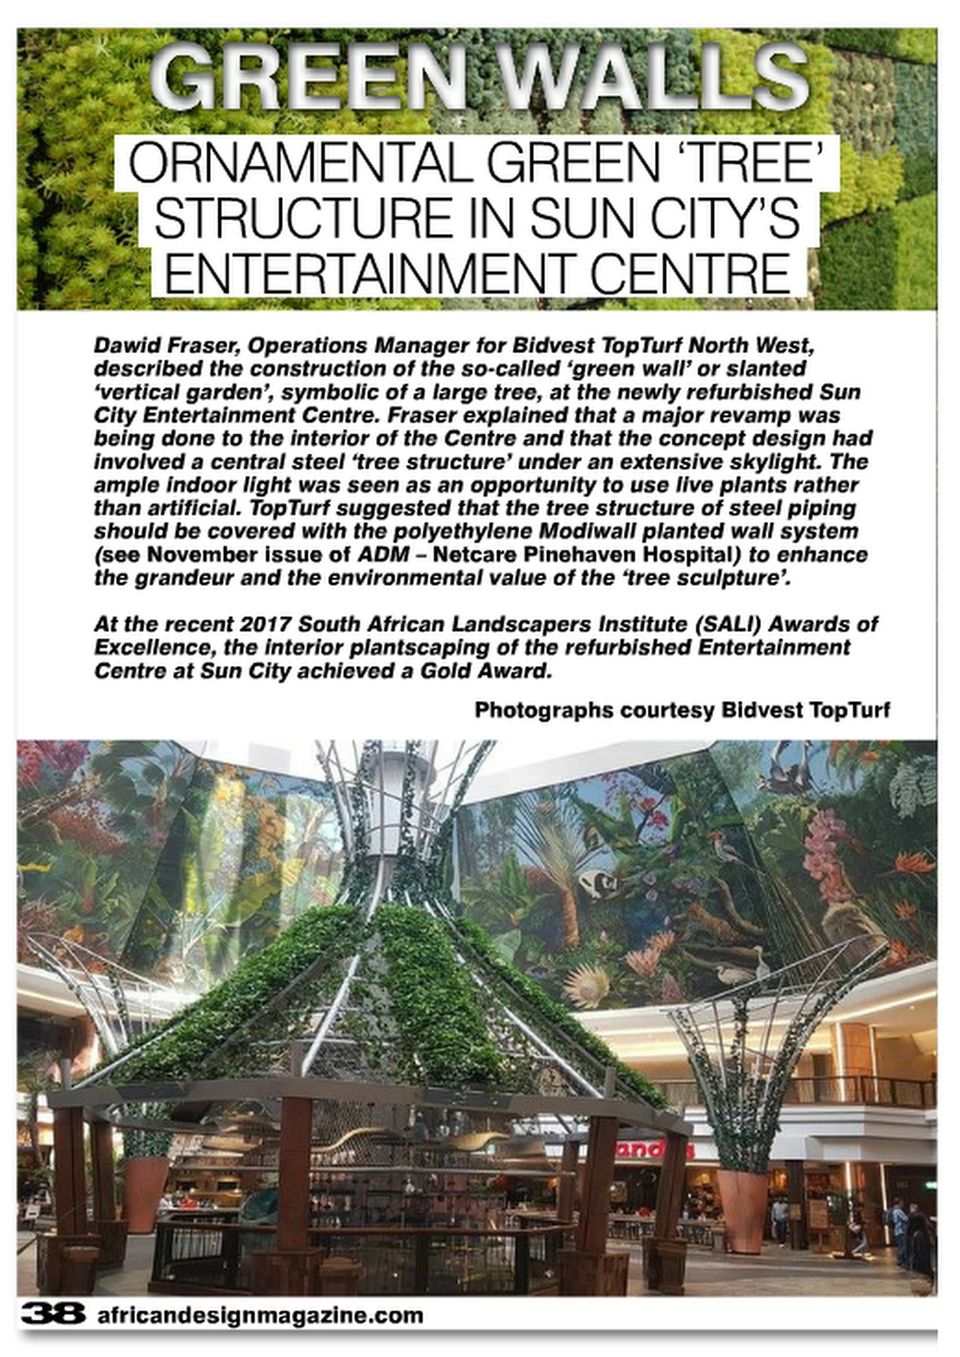 GREEN WALLS
ORNAMENTAL GREEN ‘TREE’
STRUCTURE IN SUN CITY’S
ENTERTAINMENT CENTRE
Dawid Fraser, Operations Manager for Bidvest TopTurf North West,
described the construction of the so-called ‘green wall’ or slanted
‘vertical garden’, symbolic of a large tree, at the newly refurbished Sun
City Entertainment Centre. Fraser explained that a major revamp was
being done to the interior of the Centre and that the concept design had
involved a central steel ‘tree structure’ under an extensive skylight. The
ample indoor light was seen as an opportunity to use live plants rather
than artificial. TopTurf suggested that the tree structure of steel piping
should be covered with the polyethylene Modiwall planted wall system
(see November issue of ADM – Netcare Pinehaven Hospital) to enhance
the grandeur and the environmental value of the ‘tree sculpture’.
At the recent 2017 South African Landscapers Institute (SALI) Awards of
Excellence, the interior plantscaping of the refurbished Entertainment
Centre at Sun City achieved a Gold Award.
Photographs courtesy Bidvest TopTurf
38 africandesignmagazine.com